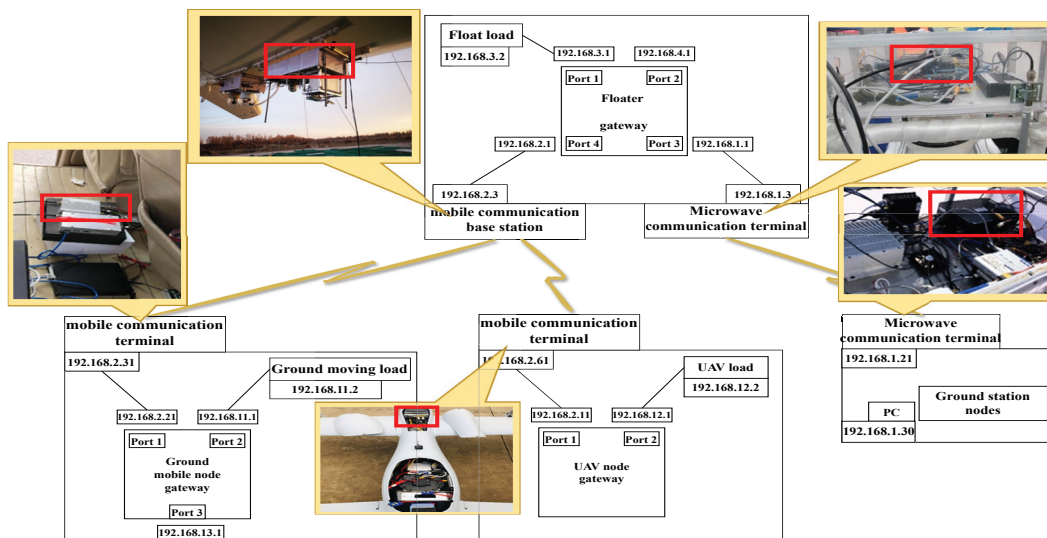 Float load
192.168.3.2
192.168.3.1
192.168.4.1
Port 1
Port 2
Floater
gateway
Port 4
Port 3
192.168.2.1
192.168.1.1
192.168.2.3
192.168.1.3
mobile communication
base station
Microwave
communication terminal
mobile communication
terminal
192.168.2.31
Ground moving load
192.168.11.2
192.168.2.21
192.168.11.1
Port 1
Port 2
Ground
mobile node
gateway
Port 3
192.168.13.1
mobile communication
terminal
192.168.2.61
UAV load
192.168.12.2
192.168.2.11
192.168.12.1
Port 1
Port 2
UAV node
gateway
Microwave
communication terminal
192.168.1.21
PC
192.168.1.30
Ground station
nodes